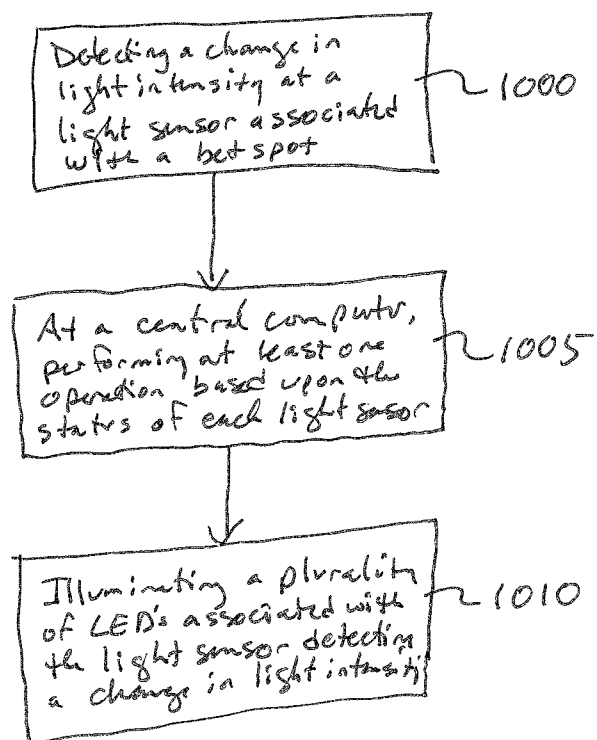 Detecting a change in
light intensity at a
light sensor associated
with a bet spot
1000
At a central computer,
performing at least one
operation based upon the
status of each light sensor
1005
Illuminating a plurality
of LED's associated with
the light sensor detecting
a change in light intensity
1010